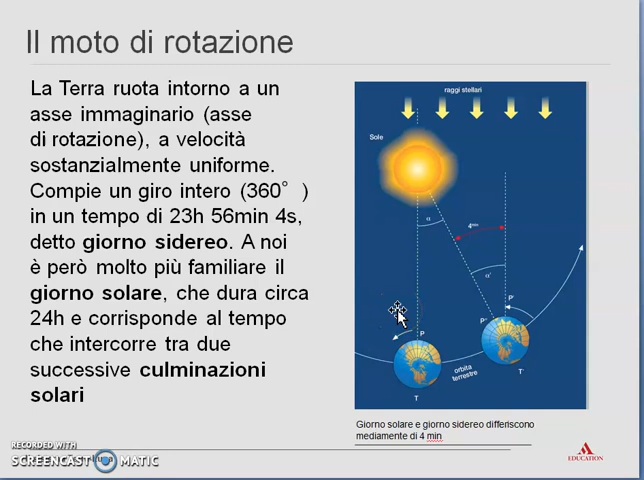 Il moto di rotazione
La Terra ruota intorno a un
asse immaginario (asse
di rotazione), a velocità
sostanzialmente uniforme.
Compie un giro intero (360° )
in un tempo di 23h 56min 4s,
detto giorno sidereo. A noi
è però molto più familiare il
giorno solare, che dura circa
24h e corrisponde al tempo
che intercorre tra due
successive culminazioni
solari
raggi stellari
Sole
α
4min
α'
P'
P''
P
orbita
terrestre
T
T'
Giorno solare e giorno sidereo differiscono
mediamente di 4 min
RECORDED WITH
SCREENCAST MATIC
EDUCATION